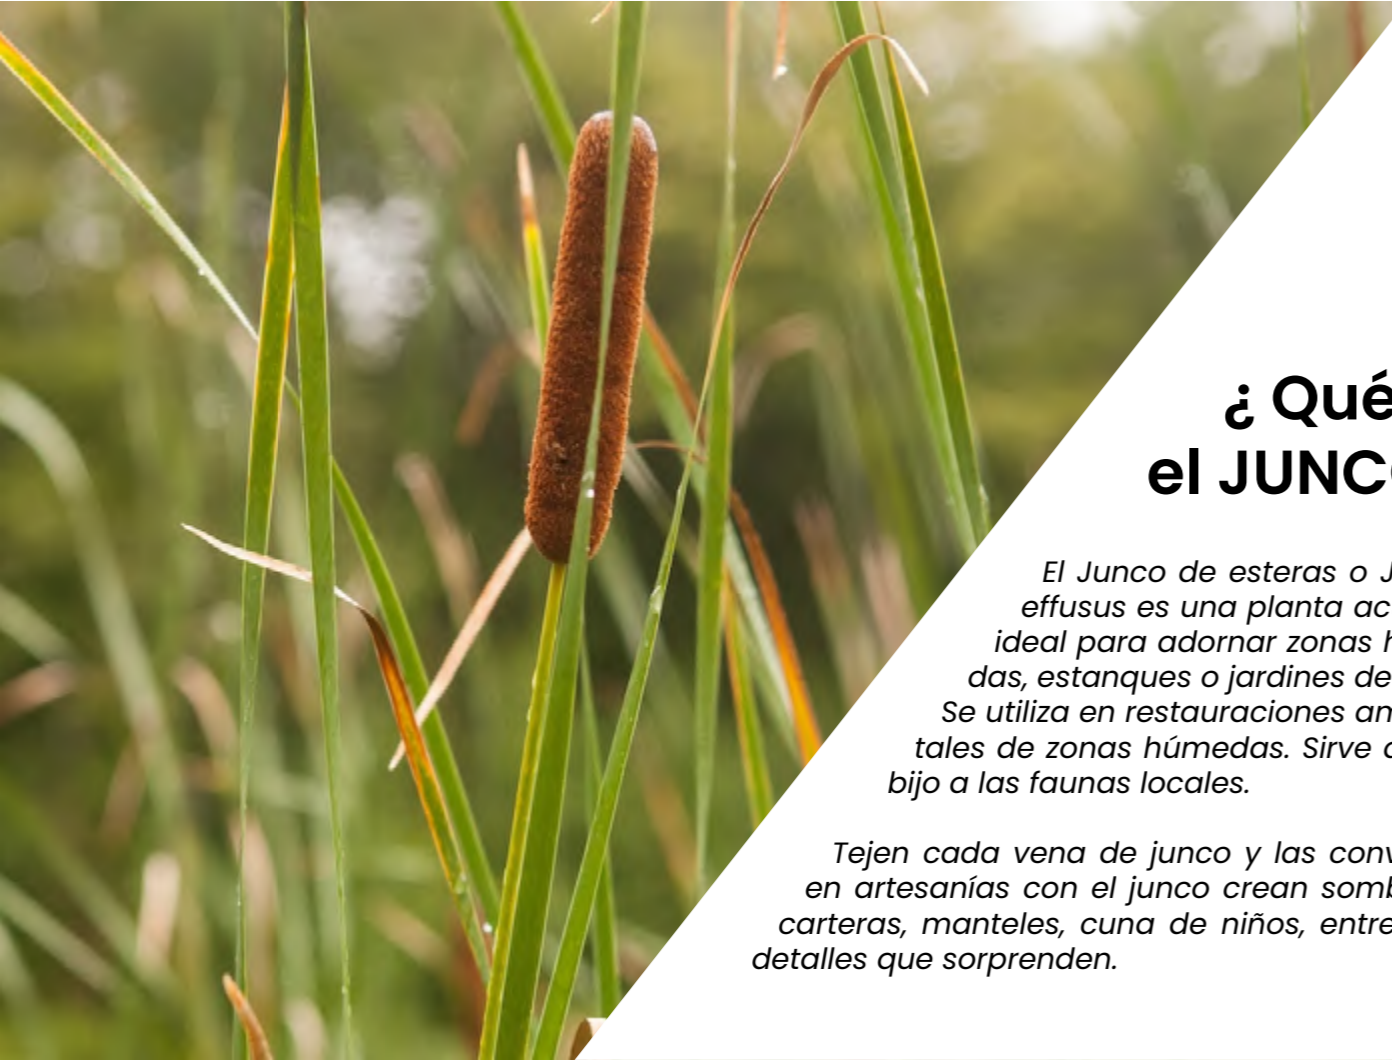 ¿ Qué
el JUNC
El Junco de esteras o J
effusus es una planta ac
ideal para adornar zonas h
das, estanques o jardines de
Se utiliza en restauraciones am
tales de zonas húmedas. Sirve
bijo a las faunas locales.
Tejen cada vena de junco y las conv
en artesanías con el junco crean somb
carteras, manteles, cuna de niños, entre
detalles que sorprenden.